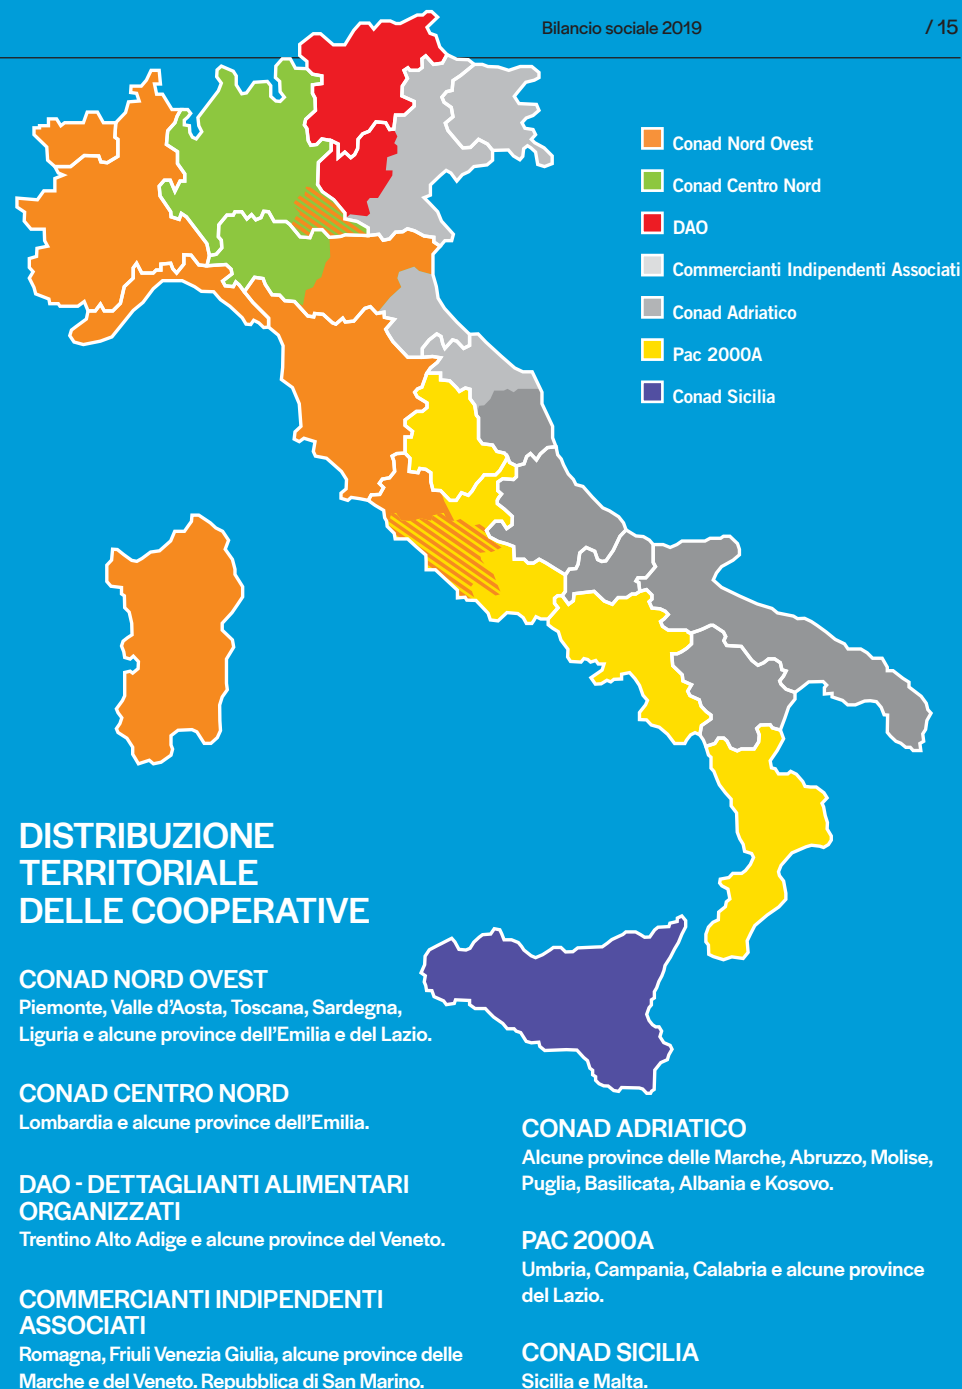 Bilancio sociale 2019
/ 15
Conad Nord Ovest
Conad Centro Nord
DAO
Commercianti Indipendenti Associati
Conad Adriatico
Pac 2000A
Conad Sicilia
DISTRIBUZIONE
TERRITORIALE
DELLE COOPERATIVE
CONAD NORD OVEST
Piemonte, Valle d'Aosta, Toscana, Sardegna,
Liguria e alcune province dell'Emilia e del Lazio.
CONAD CENTRO NORD
Lombardia e alcune province dell'Emilia.
DAO - DETTAGLIANTI ALIMENTARI
ORGANIZZATI
Trentino Alto Adige e alcune province del Veneto.
COMMERCIANTI INDIPENDENTI
ASSOCIATI
Romagna, Friuli Venezia Giulia, alcune province delle
Marche e del Veneto. Repubblica di San Marino.
CONAD ADRIATICO
Alcune province delle Marche, Abruzzo, Molise,
Puglia, Basilicata, Albania e Kosovo.
PAC 2000A
Umbria, Campania, Calabria e alcune province
del Lazio.
CONAD SICILIA
Sicilia e Malta.